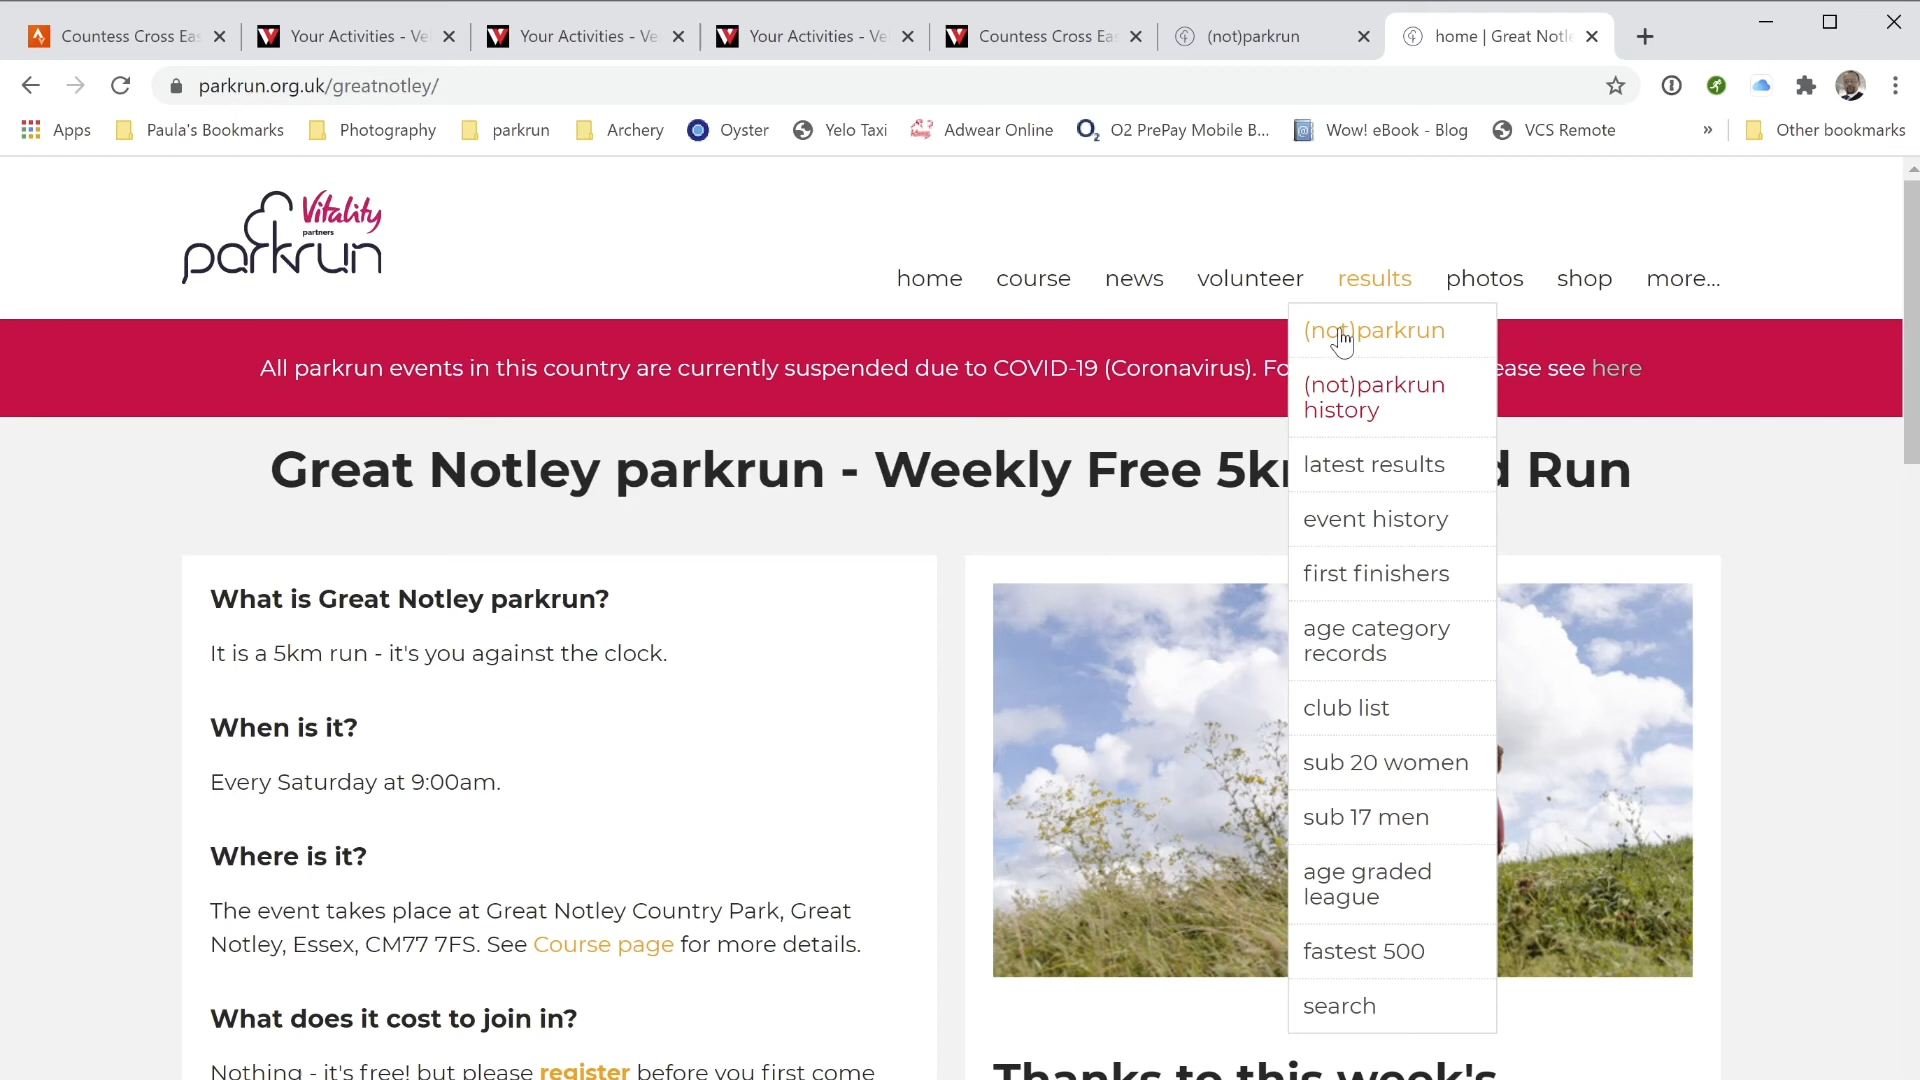 Countess Cross Eas
Your Activities - Ve
Your Activities - Ve
Your Activities - Ve
Countess Cross Eas
(not)parkrun
home | Great Notle
parkrun.org.uk/greatnotley/
Apps
Paula's Bookmarks
Photography
parkrun
Archery
Oyster
Yelo Taxi
Adwear Online
O2 PrePay Mobile B...
Wow! eBook - Blog
VCS Remote
»
Other bookmarks
Vitality
partners
parkrun
home
course
news
volunteer
results
photos
shop
more...
All parkrun events in this country are currently suspended due to COVID-19 (Coronavirus). Fo
ease see here
(not)parkrun
(not)parkrun
history
latest results
event history
first finishers
age category
records
club list
sub 20 women
sub 17 men
age graded
league
fastest 500
search
Great Notley parkrun - Weekly Free 5k
d Run
What is Great Notley parkrun?
It is a 5km run - it's you against the clock.
When is it?
Every Saturday at 9:00am.
Where is it?
The event takes place at Great Notley Country Park, Great
Notley, Essex, CM77 7FS. See Course page for more details.
What does it cost to join in?
Nothing - it's free! but please register before you first come
Thanks to this week's